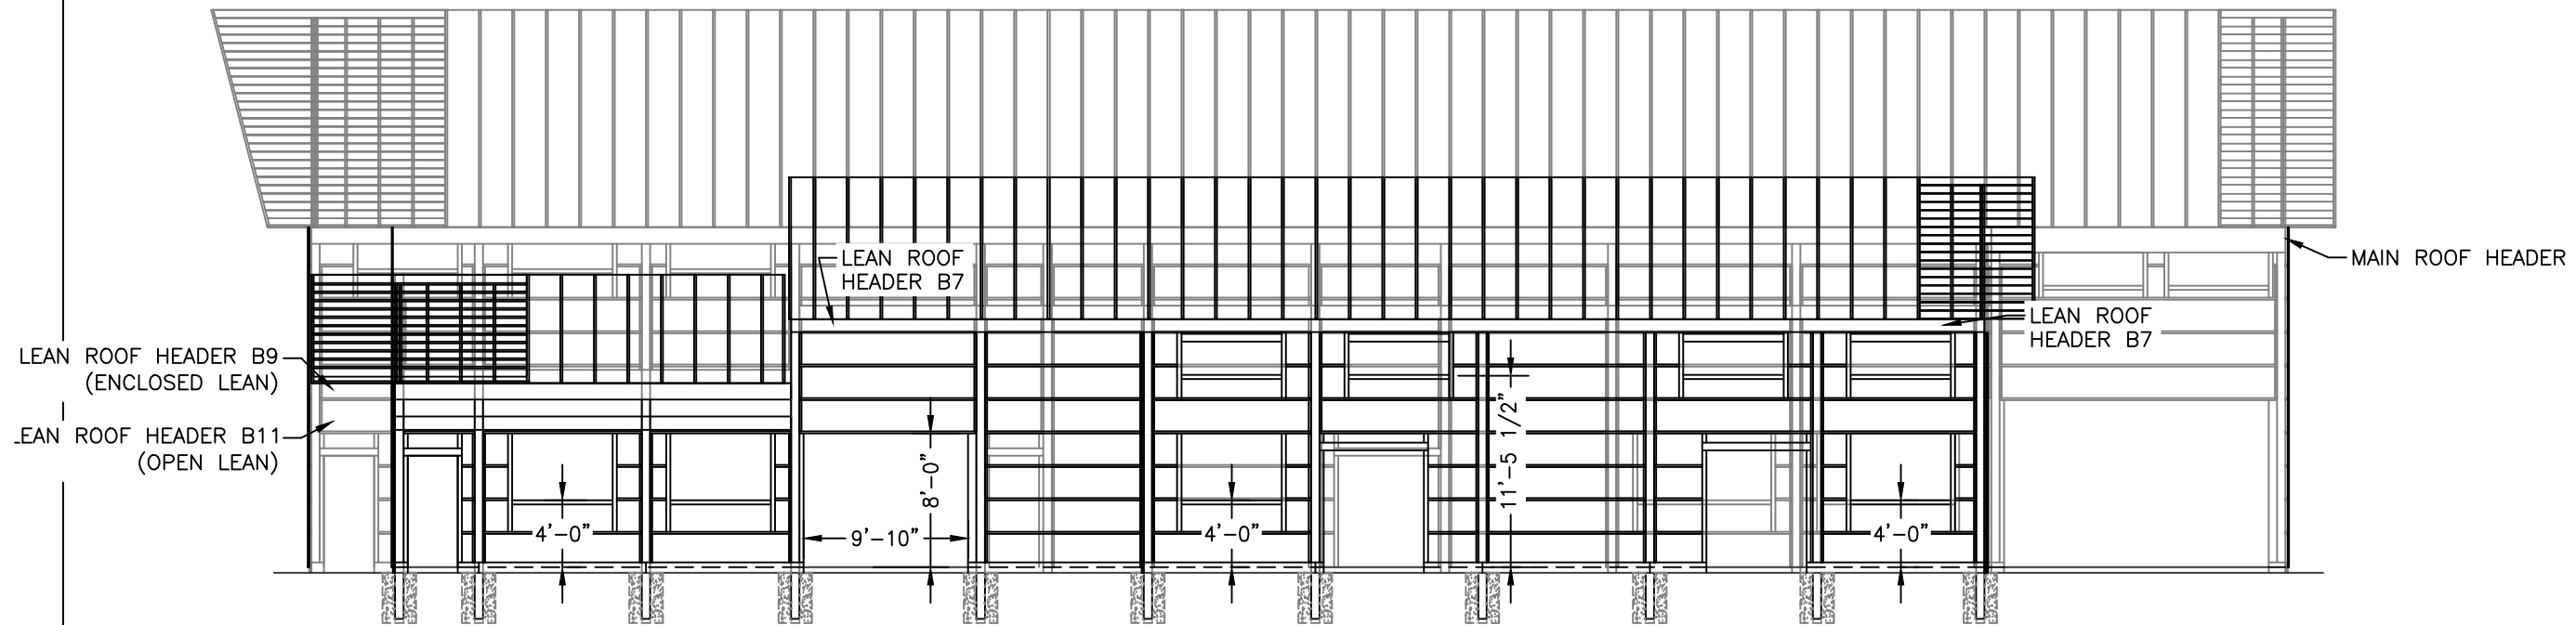 LEAN ROOF
HEADER B7
MAIN ROOF HEADER
LEAN ROOF
HEADER B7
LEAN ROOF HEADER B9
(ENCLOSED LEAN)
EAN ROOF HEADER B11
(OPEN LEAN)
11'-5 1/2"
8'-0"
4'-0"
9'-10"
4'-0"
4'-0"